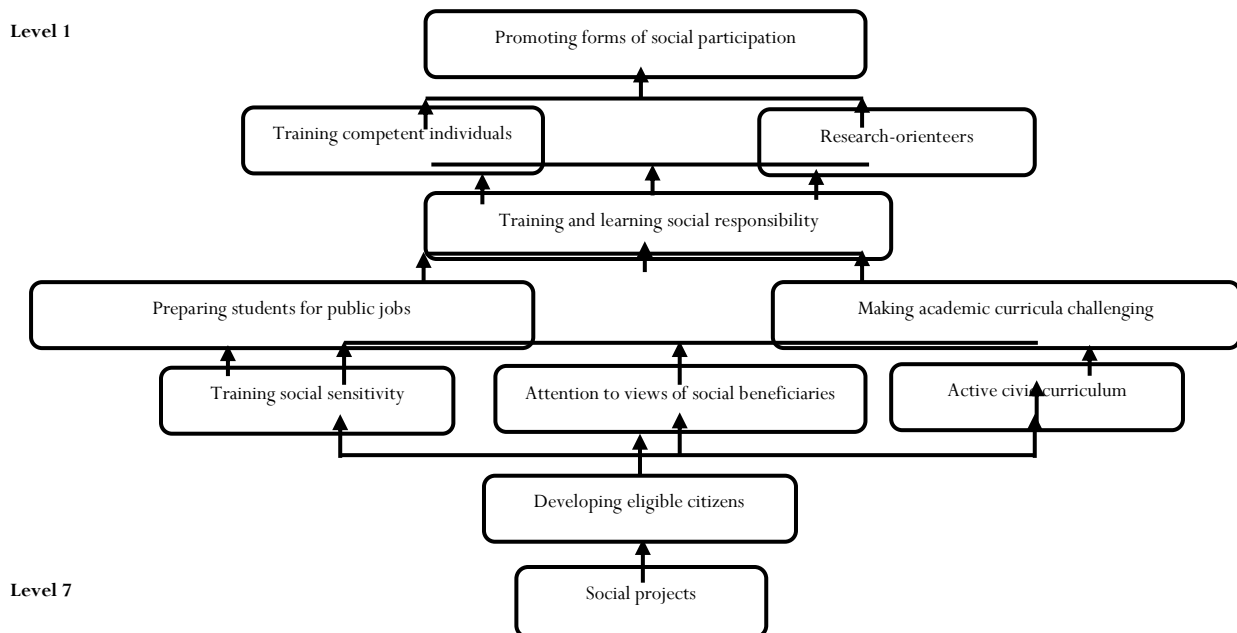 Level 1
Promoting forms of social participation
Training competent individuals
Research-orienteers
Training and learning social responsibility
Preparing students for public jobs
Making academic curricula challenging
Training social sensitivity
Attention to views of social beneficiaries
Active civic curriculum
Developing eligible citizens
Level 7
Social projects